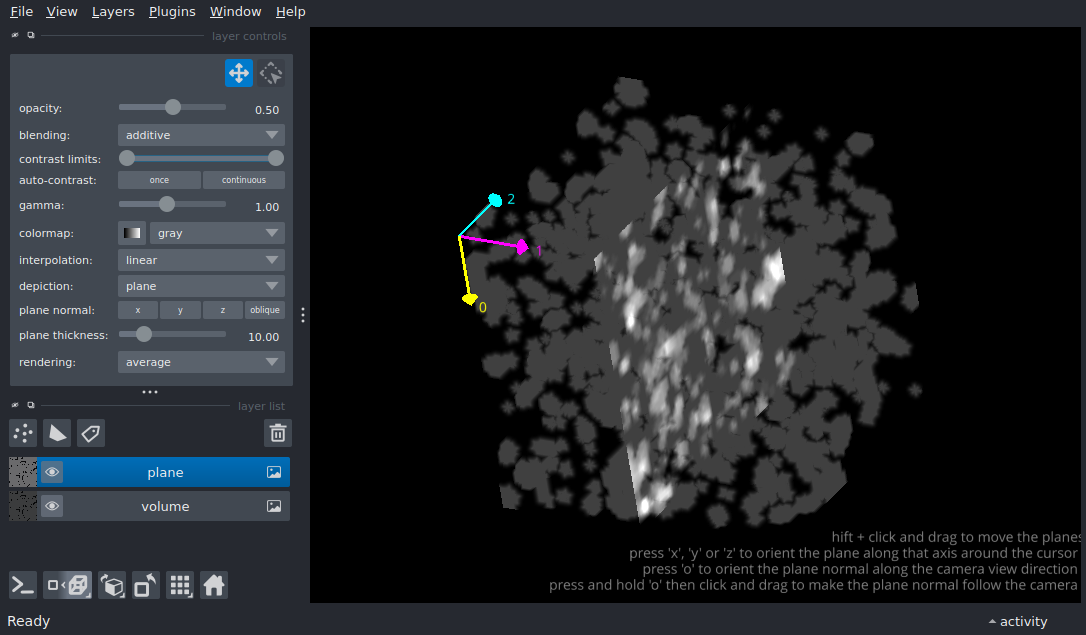 File View Layers Plugins Window Help
layer controls
opacity: 0.50
blending: additive
contrast limits:
auto-contrast: once continuous
gamma: 1.00
colormap: gray
interpolation: linear
depiction: plane
plane normal: x y z oblique
plane thickness: 10.00
rendering: average
layer list
plane
volume
2
1
0
hift + click and drag to move the planes
press 'x', 'y' or 'z' to orient the plane along that axis around the cursor
press 'o' to orient the plane normal along the camera view direction
press and hold 'o' then click and drag to make the plane normal follow the camera
Ready
activity